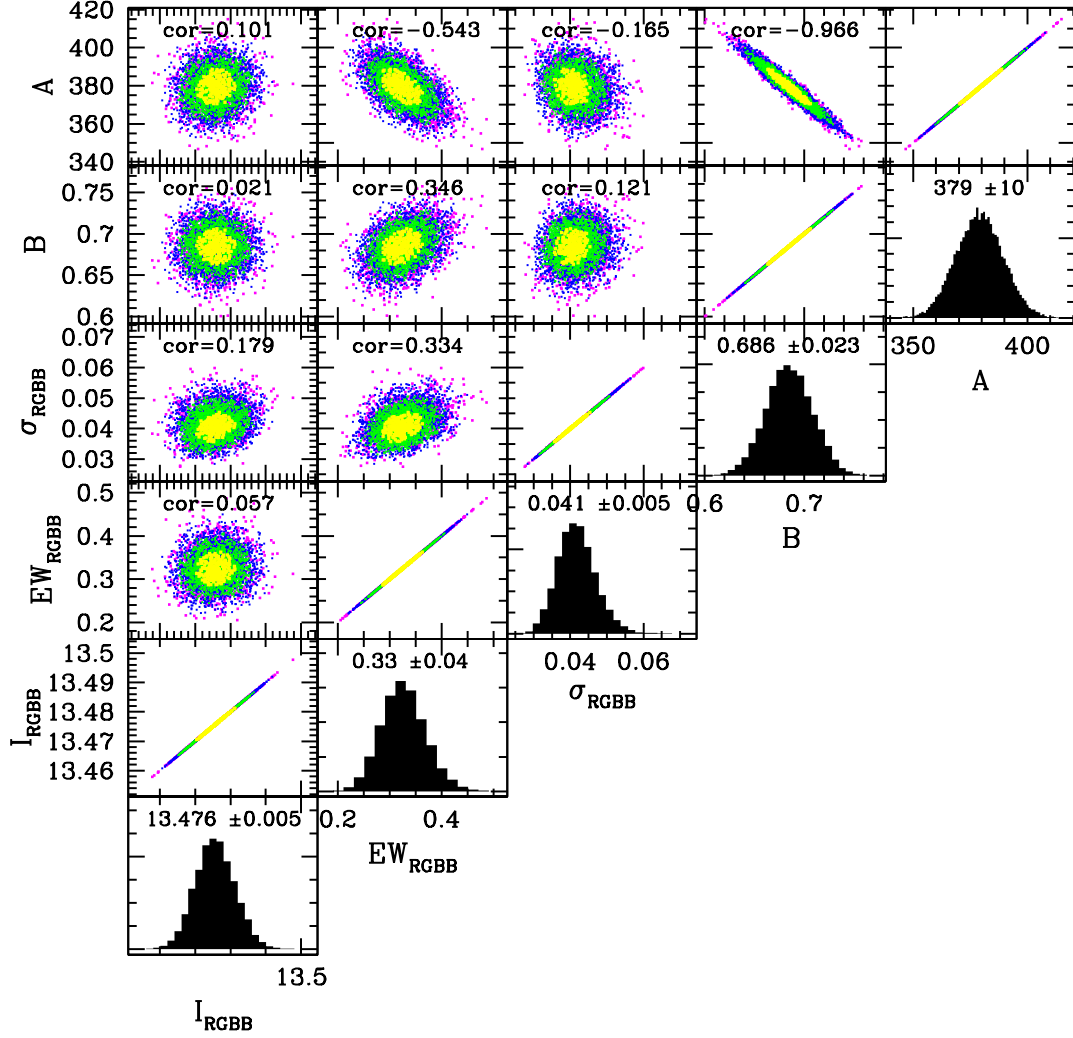 420
cor=0.101 cor=−0.543 cor=−0.165 cor=−0.966
400
A
380
360
340
cor=0.021 cor=0.346 cor=0.121 379 ±10
0.75
0.7
B
0.65
0.6
350 400
A
0.07
cor=0.179 cor=0.334 0.686 ±0.023
0.06
σRGBB
0.05
0.04
0.03
0.6 0.7
B
0.5
cor=0.057 0.041 ±0.005
0.4
EWRGBB
0.3
0.2
0.04 0.06
σRGBB
13.5
0.33 ±0.04
13.49
IRGBB
13.48
13.47
13.46
0.2 0.4
EWRGBB
13.476 ±0.005
13.5
IRGBB